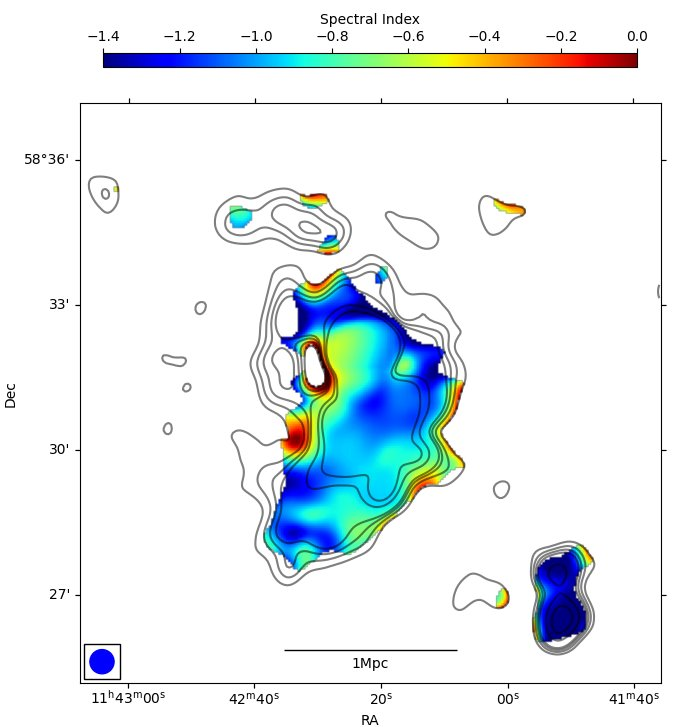 Spectral Index
−1.4 −1.2 −1.0 −0.8 −0.6 −0.4 −0.2 0.0
58°36'
33'
Dec
30'
27'
1Mpc
11ʰ43ᵐ00ˢ 42ᵐ40ˢ 20ˢ 00ˢ 41ᵐ40ˢ
RA